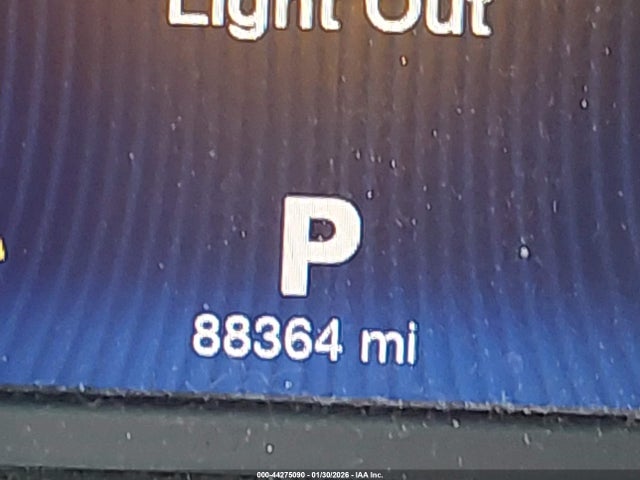 Light Out
P
88364 mi
000-44275090 - 01/30/2026 - IAA Inc.